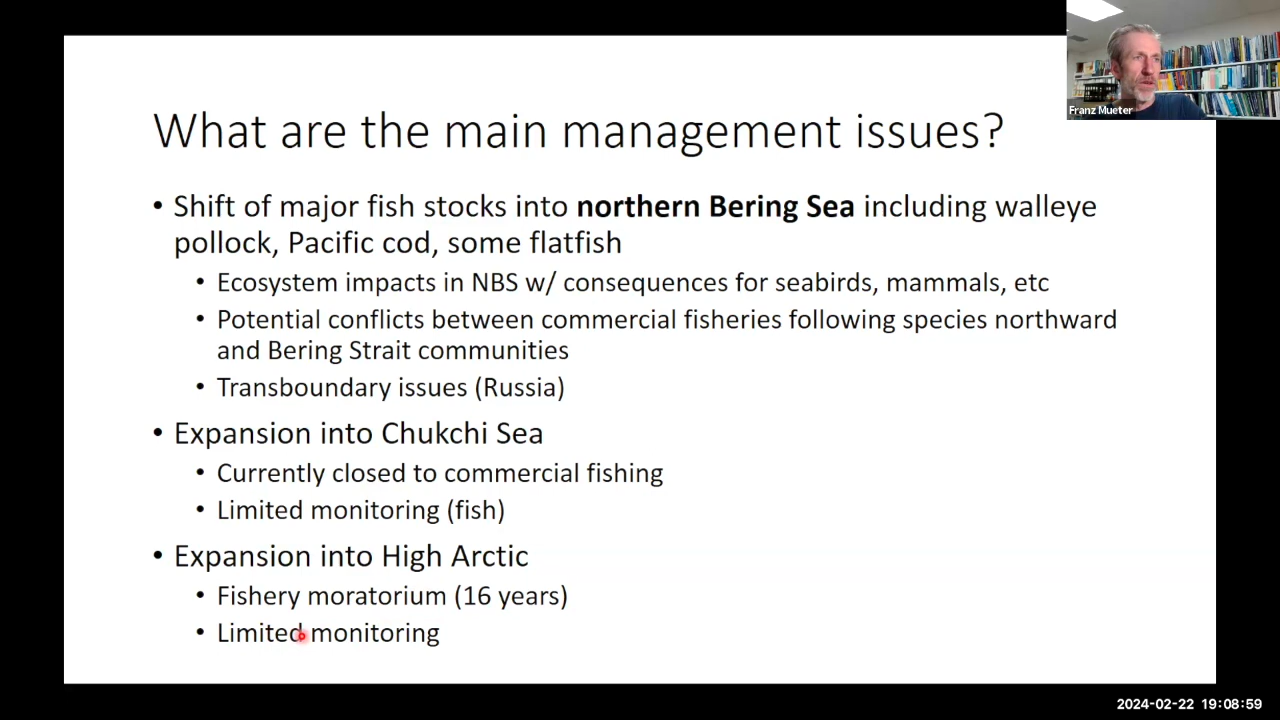 Franz Mueter
What are the main management issues?
• Shift of major fish stocks into northern Bering Sea including walleye
pollock, Pacific cod, some flatfish
• Ecosystem impacts in NBS w/ consequences for seabirds, mammals, etc
• Potential conflicts between commercial fisheries following species northward
and Bering Strait communities
• Transboundary issues (Russia)
• Expansion into Chukchi Sea
• Currently closed to commercial fishing
• Limited monitoring (fish)
• Expansion into High Arctic
• Fishery moratorium (16 years)
• Limited monitoring
2024-02-22 19:08:59